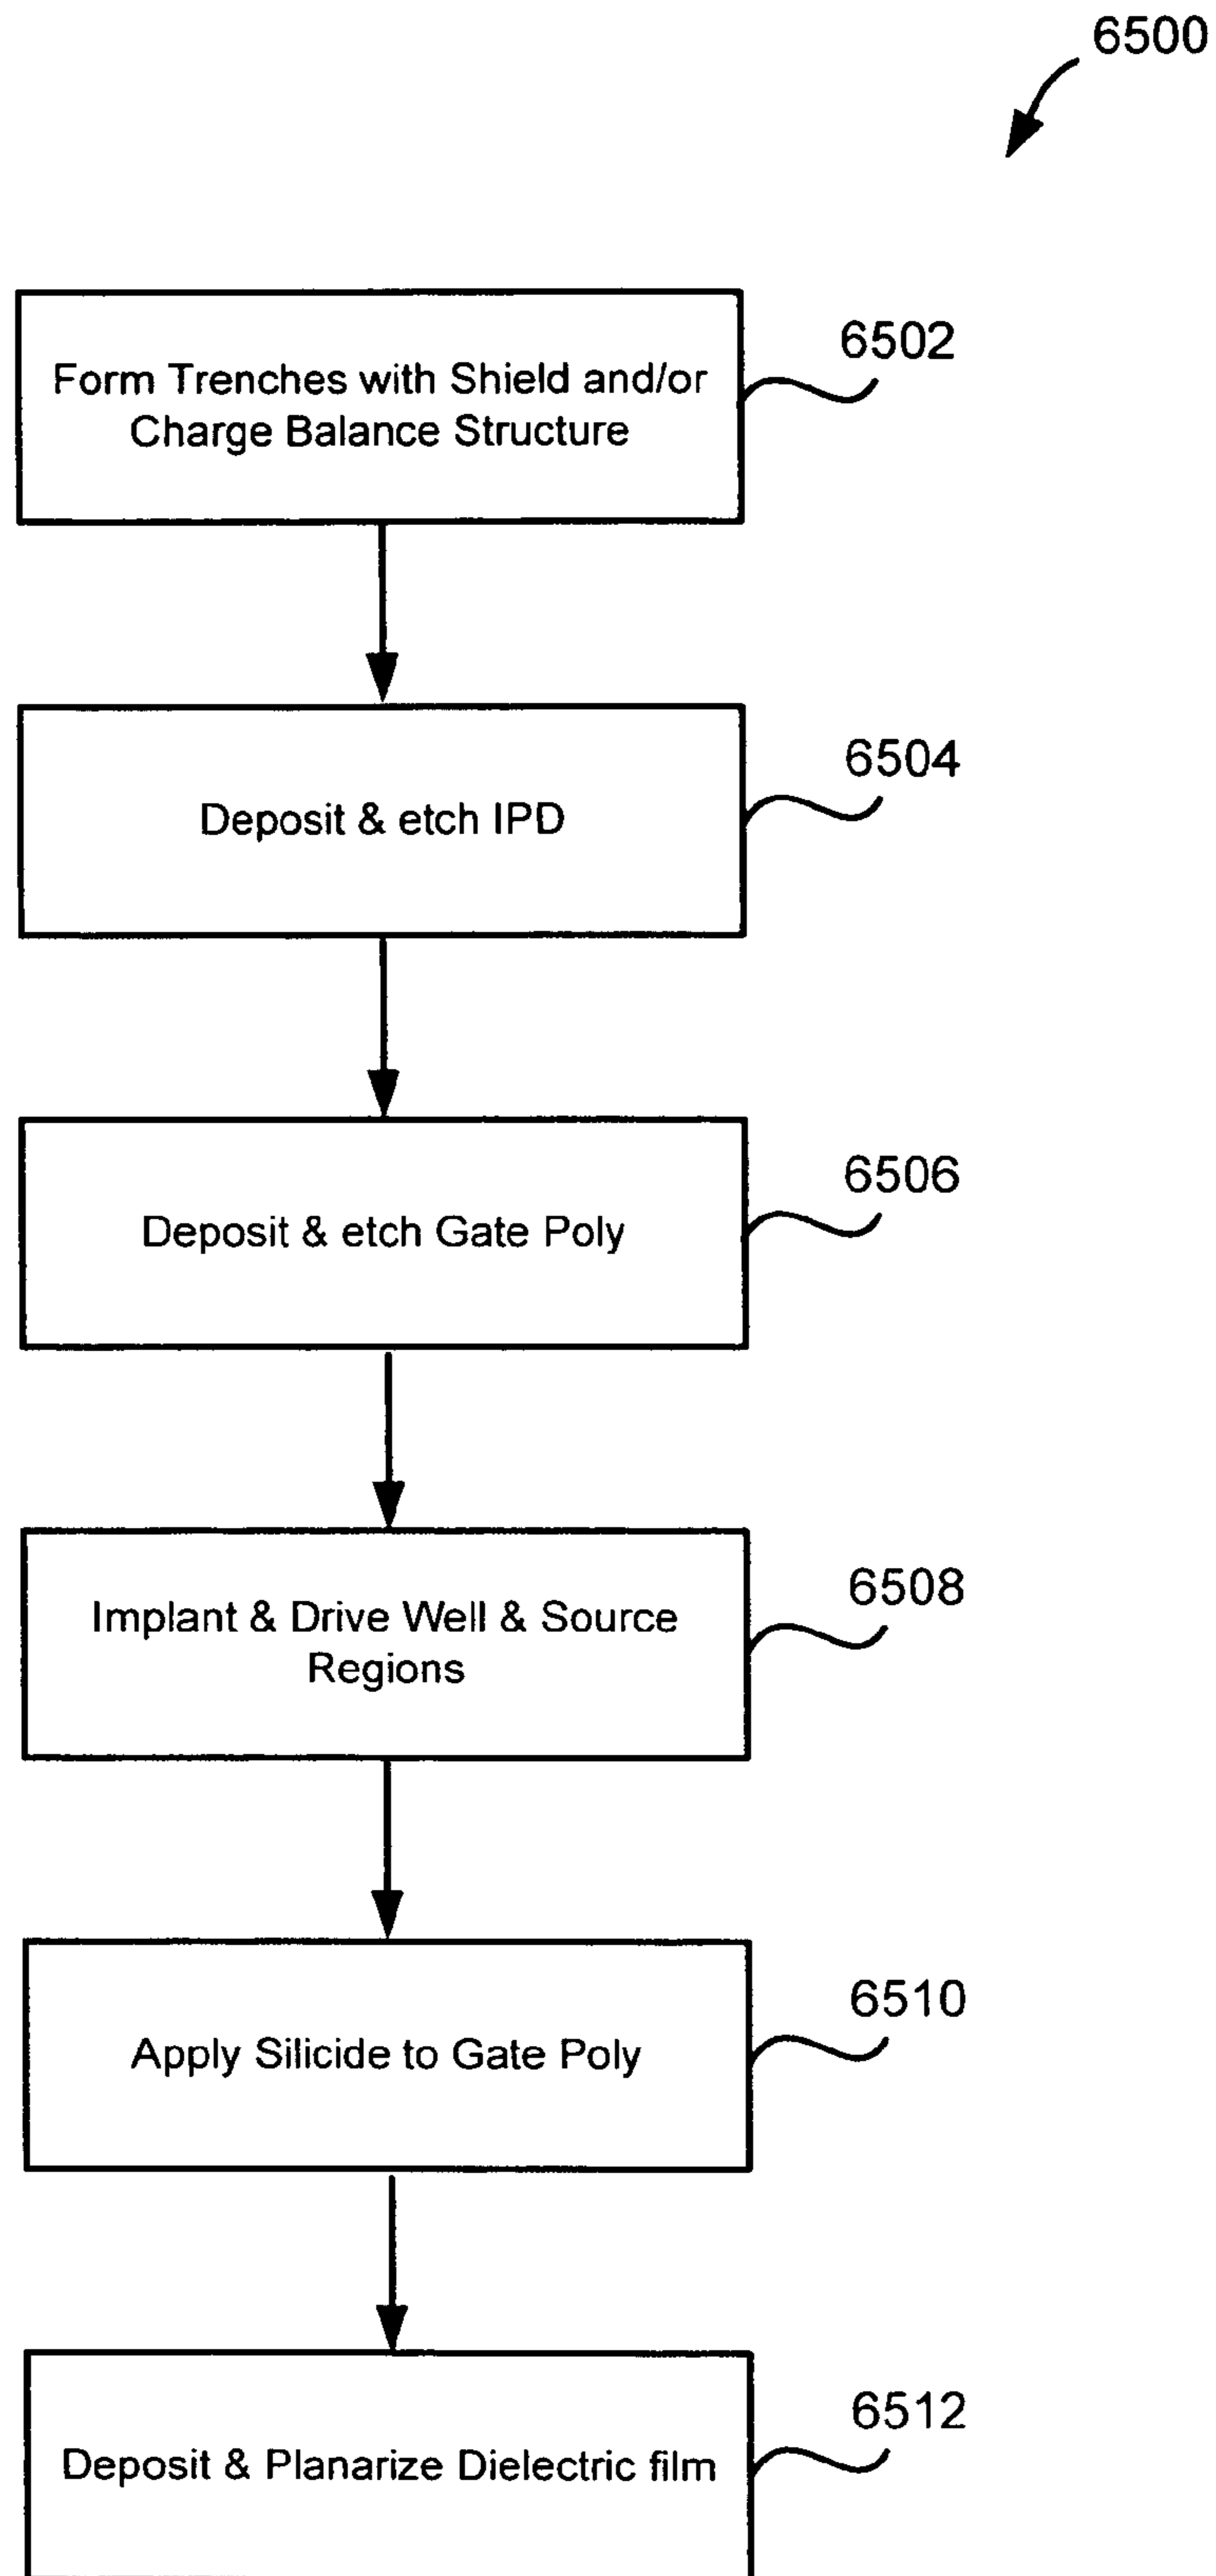 6500
6502
Form Trenches with Shield and/or
Charge Balance Structure
6504
Deposit & etch IPD
6506
Deposit & etch Gate Poly
6508
Implant & Drive Well & Source
Regions
6510
Apply Silicide to Gate Poly
6512
Deposit & Planarize Dielectric film